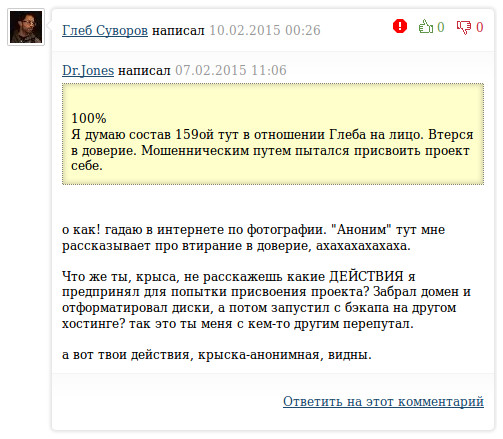 Глеб Суворов написал 10.02.2015 00:26
0 0
Dr.Jones написал 07.02.2015 11:06
100%
Я думаю состав 159ой тут в отношении Глеба на лицо. Втерся
в доверие. Мошенническим путем пытался присвоить проект
себе.
о как! гадаю в интернете по фотографии. "Аноним" тут мне
рассказывает про втирание в доверие, ахахахахахаха.
Что же ты, крыса, не расскажешь какие ДЕЙСТВИЯ я
предпринял для попытки присвоения проекта? Забрал домен и
отформатировал диски, а потом запустил с бэкапа на другом
хостинге? так это ты меня с кем-то другим перепутал.
а вот твои действия, крыска-анонимная, видны.
Ответить на этот комментарий